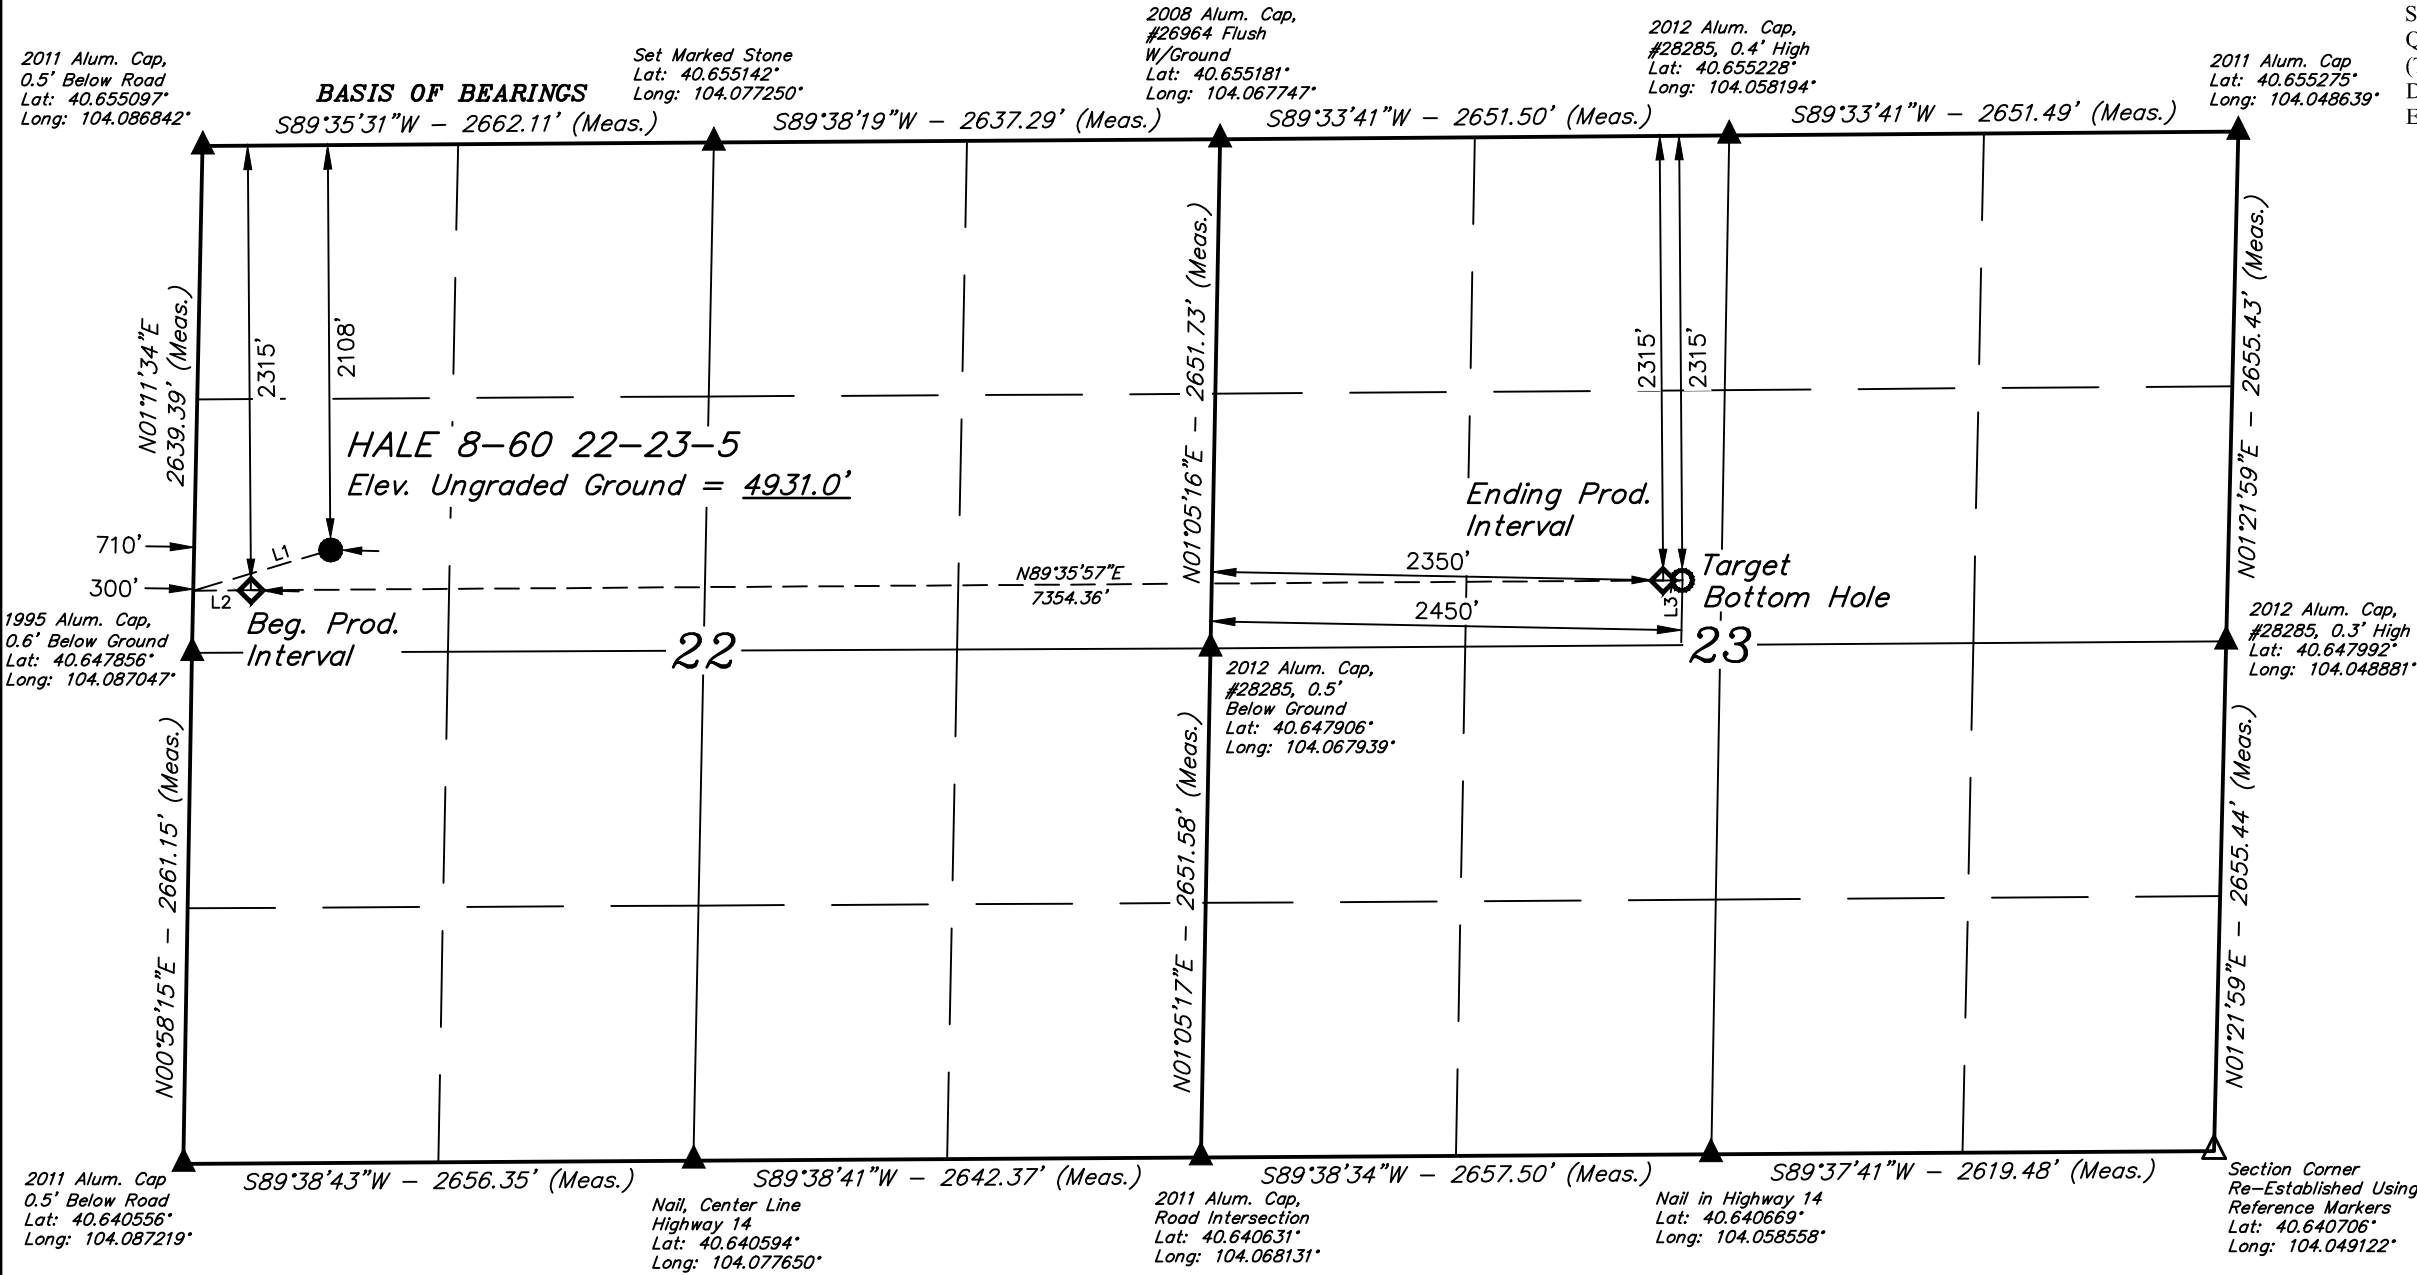 2011 Alum. Cap,
0.5' Below Road
Lat: 40.655097°
Long: 104.086842°
BASIS OF BEARINGS
S89°35'31"W - 2662.11' (Meas.)
Set Marked Stone
Lat: 40.655142°
Long: 104.077250°
S89°38'19"W - 2637.29' (Meas.)
2008 Alum. Cap,
#26964 Flush
W/Ground
Lat: 40.655181°
Long: 104.067747°
S89°33'41"W - 2651.50' (Meas.)
2012 Alum. Cap,
#28285, 0.4' High
Lat: 40.655228°
Long: 104.058194°
S89°33'41"W - 2651.49' (Meas.)
2011 Alum. Cap
Lat: 40.655275°
Long: 104.048639°
N01°11'34"E
2639.39' (Meas.)
2315'
2108'
N01°05'16"E - 2651.73' (Meas.)
2315'
2315'
N01°21'59"E - 2655.43' (Meas.)
HALE 8-60 22-23-5
Elev. Ungraded Ground = 4931.0'
710'
L1
300'
L2
Beg. Prod.
Interval
N89°35'57"E
7354.36'
Ending Prod.
Interval
2350'
2450'
L3
Target
Bottom Hole
22
23
1995 Alum. Cap,
0.6' Below Ground
Lat: 40.647856°
Long: 104.087047°
2012 Alum. Cap,
#28285, 0.5'
Below Ground
Lat: 40.647906°
Long: 104.067939°
2012 Alum. Cap,
#28285, 0.3' High
Lat: 40.647992°
Long: 104.048881°
N00°58'15"E - 2661.15' (Meas.)
N01°05'17"E - 2651.58' (Meas.)
N01°21'59"E - 2655.44' (Meas.)
2011 Alum. Cap
0.5' Below Road
Lat: 40.640556°
Long: 104.087219°
S89°38'43"W - 2656.35' (Meas.)
Nail, Center Line
Highway 14
Lat: 40.640594°
Long: 104.077650°
S89°38'41"W - 2642.37' (Meas.)
2011 Alum. Cap,
Road Intersection
Lat: 40.640631°
Long: 104.068131°
S89°38'34"W - 2657.50' (Meas.)
Nail in Highway 14
Lat: 40.640669°
Long: 104.058558°
S89°37'41"W - 2619.48' (Meas.)
Section Corner
Re-Established Using
Reference Markers
Lat: 40.640706°
Long: 104.049122°